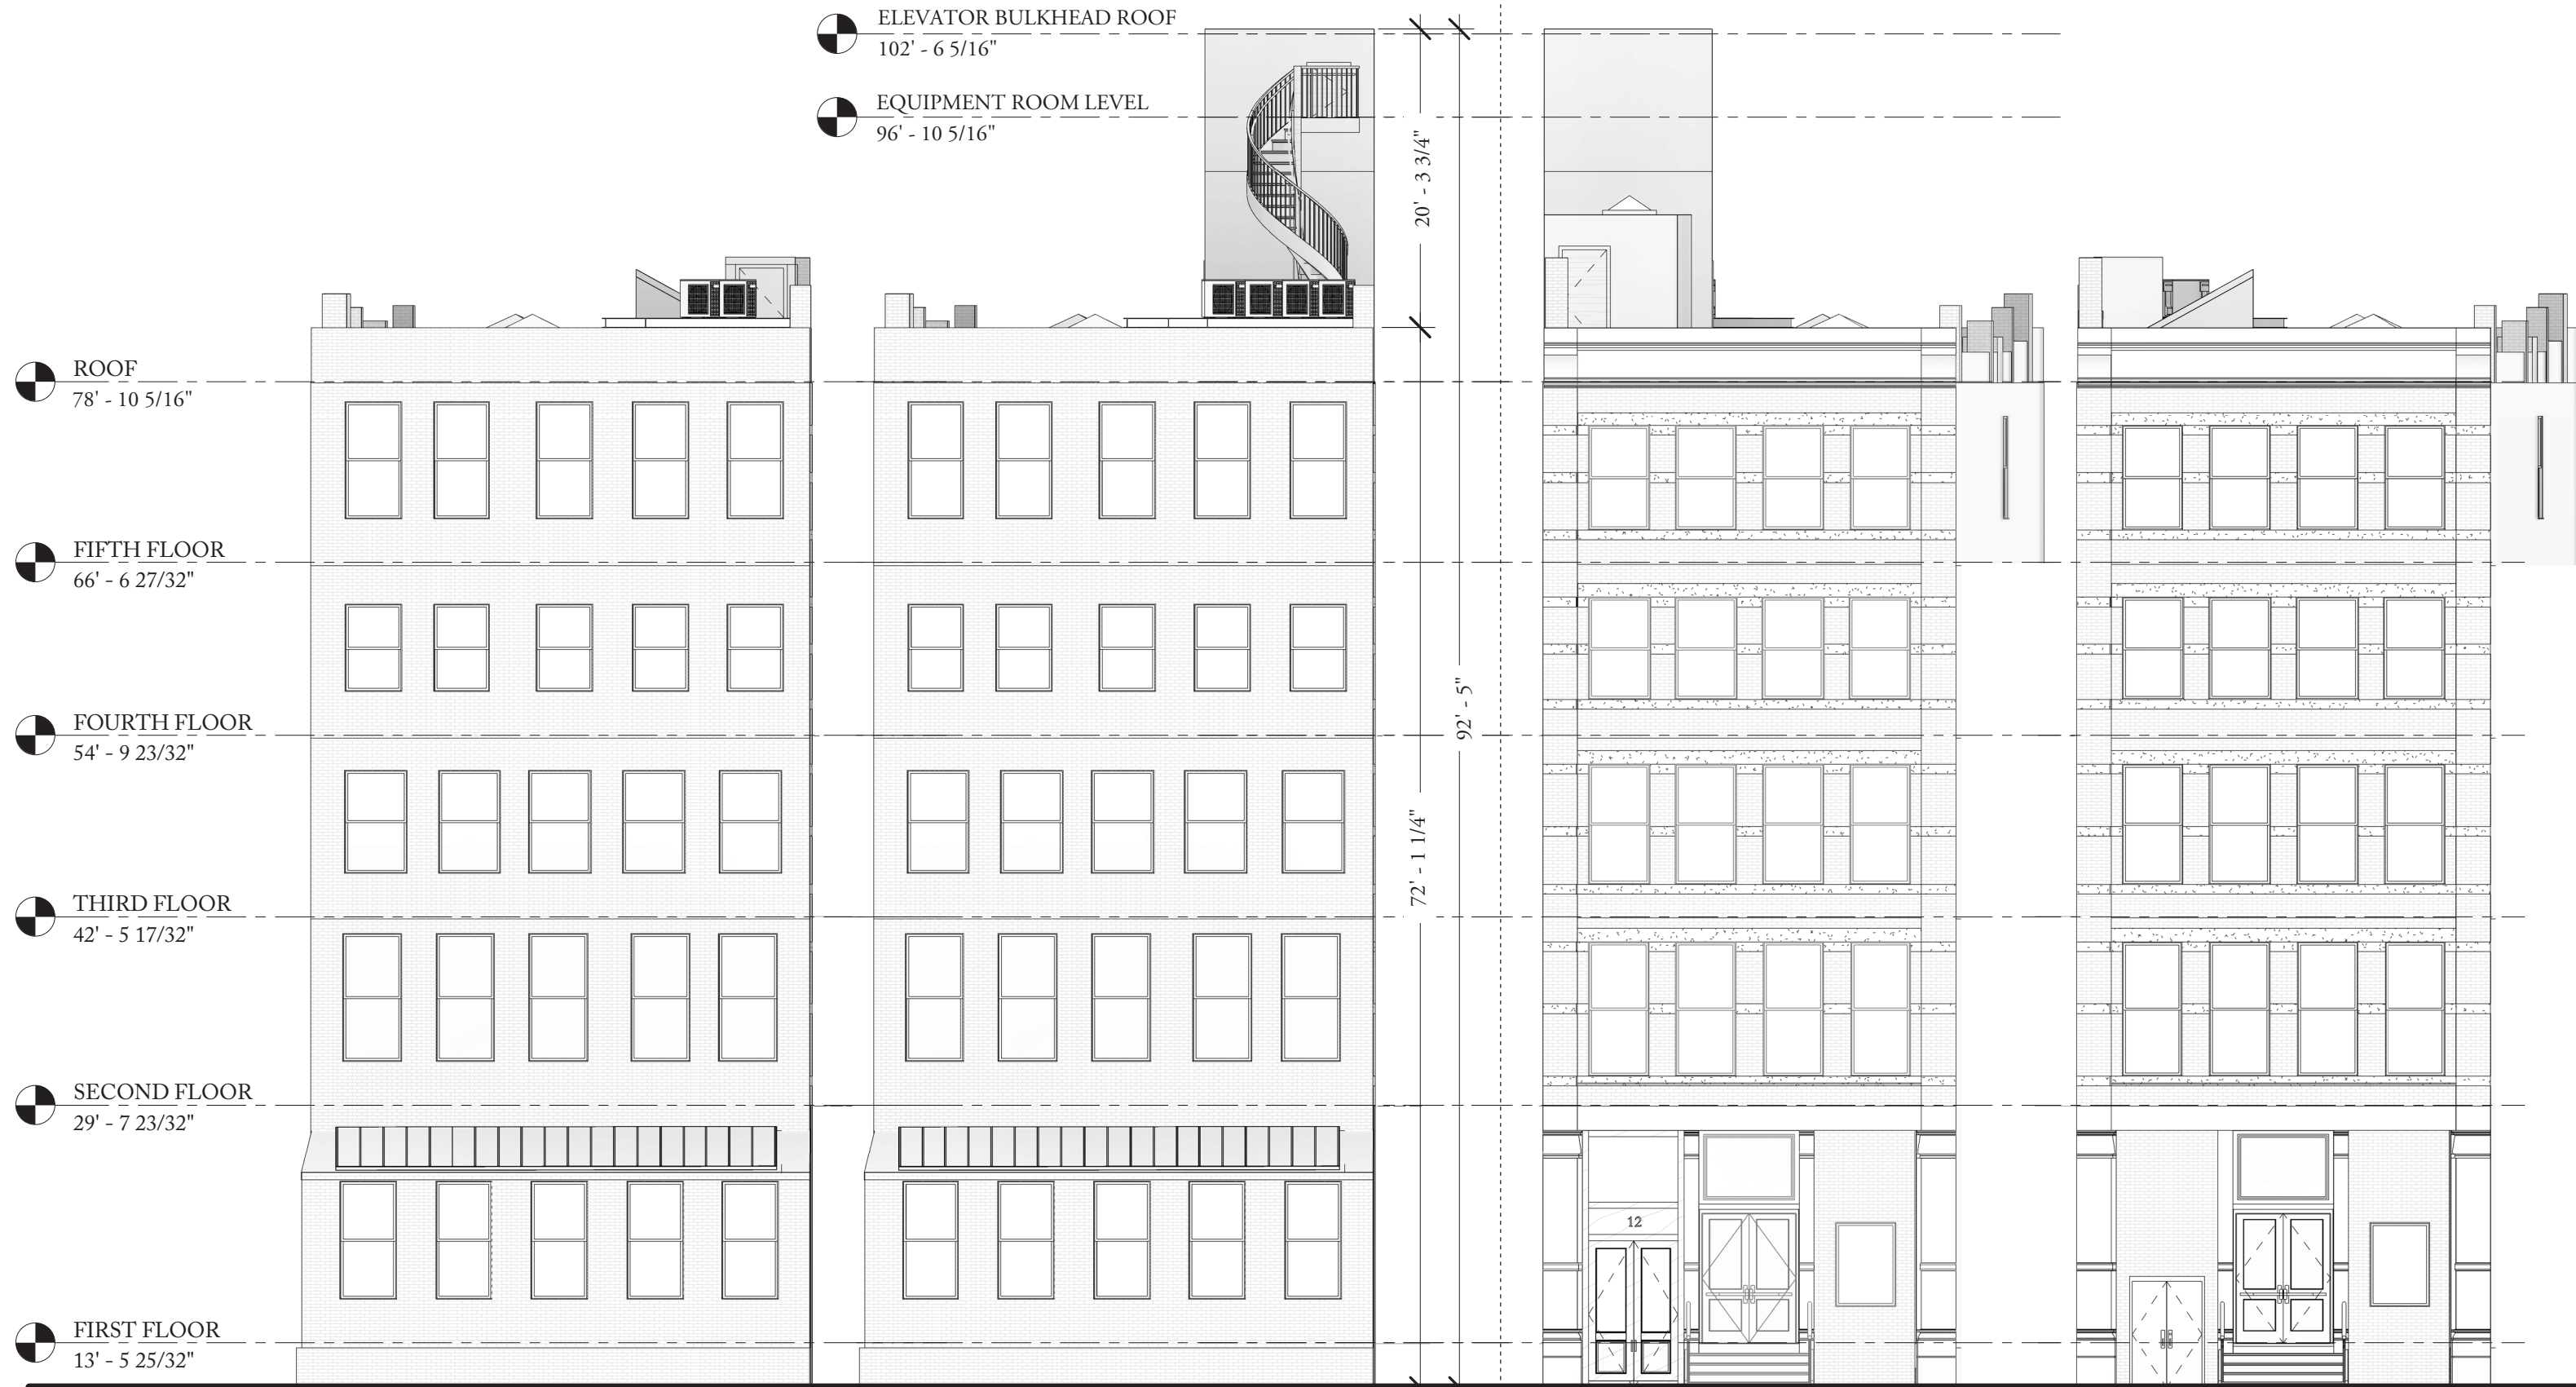 ELEVATOR BULKHEAD ROOF
102' - 6 5/16"
EQUIPMENT ROOM LEVEL
96' - 10 5/16"
20' - 3 3/4"
ROOF
78' - 10 5/16"
FIFTH FLOOR
66' - 6 27/32"
FOURTH FLOOR
54' - 9 23/32"
92' - 5"
72' - 1 1/4"
THIRD FLOOR
42' - 5 17/32"
SECOND FLOOR
29' - 7 23/32"
12
FIRST FLOOR
13' - 5 25/32"